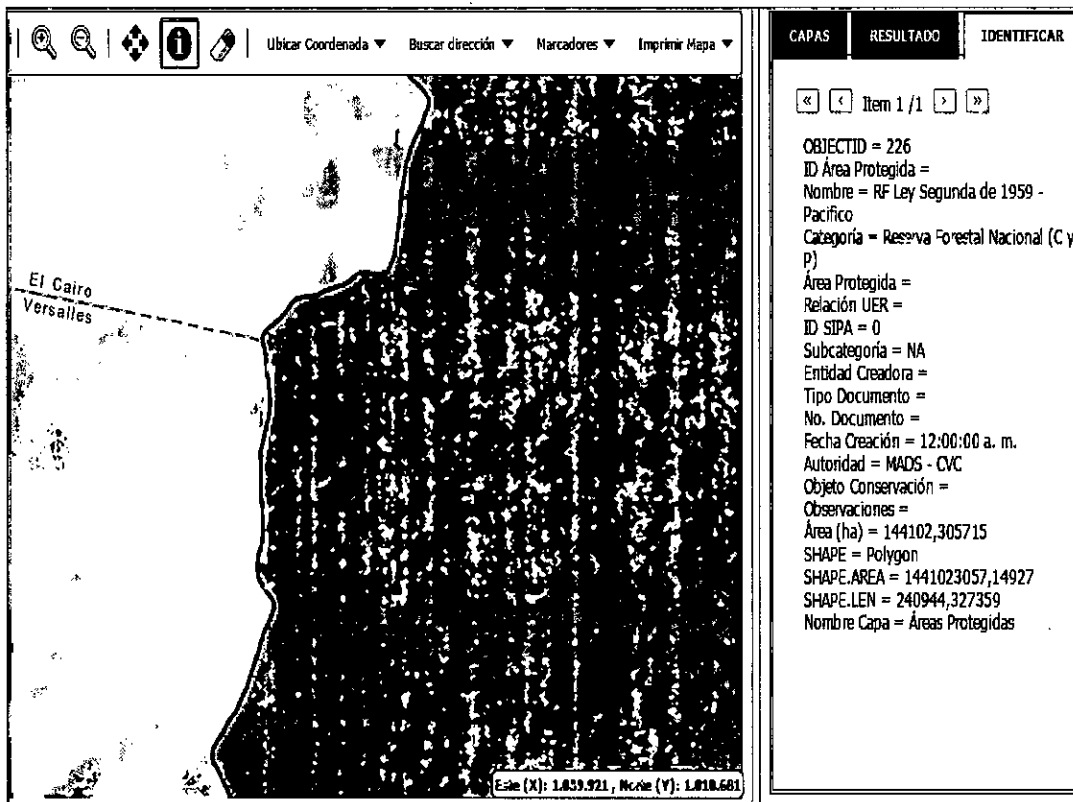 Ubicar Coordenada ▼ Buscar dirección ▼ Marcadores ▼ Imprimir Mapa ▼
El Cairo
Versalles
CAPAS RESULTADO IDENTIFICAR
« ‹ Item 1 / 1 › »
OBJECTID = 226
ID Área Protegida =
Nombre = RF Ley Segunda de 1959 -
Pacifico
Categoría = Reserva Forestal Nacional (C y
P)
Área Protegida =
Relación UER =
ID SIPA = 0
Subcategoría = NA
Entidad Creadora =
Tipo Documento =
No. Documento =
Fecha Creación = 12:00:00 a. m.
Autoridad = MADS - CVC
Objeto Conservación =
Observaciones =
Área (ha) = 144102,305715
SHAPE = Polygon
SHAPE.AREA = 1441023057,14927
SHAPE.LEN = 240944,327359
Nombre Capa = Áreas Protegidas
Este (X): , Norte (Y):